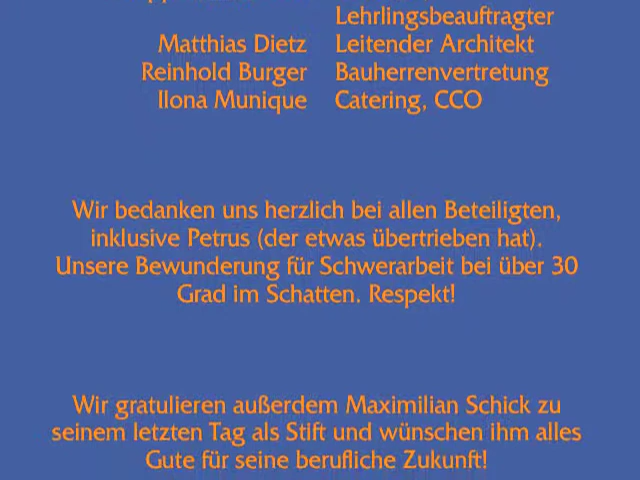 Lehrlingsbeauftragter
Matthias Dietz Leitender Architekt
Reinhold Burger Bauherrenvertretung
Ilona Munique Catering, CCO
Wir bedanken uns herzlich bei allen Beteiligten,
inklusive Petrus (der etwas übertrieben hat).
Unsere Bewunderung für Schwerarbeit bei über 30
Grad im Schatten. Respekt!
Wir gratulieren außerdem Maximilian Schick zu
seinem letzten Tag als Stift und wünschen ihm alles
Gute für seine berufliche Zukunft!